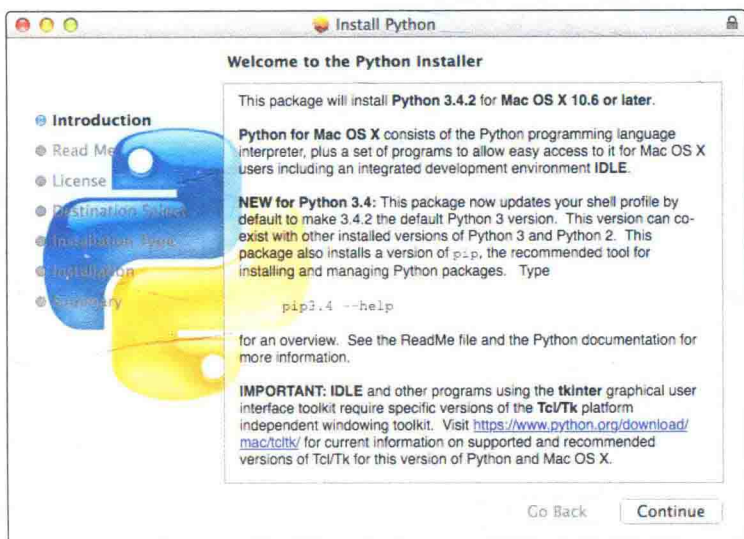 Install Python
Welcome to the Python Installer
Introduction
Read Me
License
Destination Select
Installation Type
Installation
Summary
This package will install Python 3.4.2 for Mac OS X 10.6 or later.
Python for Mac OS X consists of the Python programming language
interpreter, plus a set of programs to allow easy access to it for Mac OS X
users including an integrated development environment IDLE.
NEW for Python 3.4: This package now updates your shell profile by
default to make 3.4.2 the default Python 3 version. This version can co-
exist with other installed versions of Python 3 and Python 2. This
package also installs a version of pip, the recommended tool for
installing and managing Python packages. Type
pip3.4 --help
for an overview. See the ReadMe file and the Python documentation for
more information.
IMPORTANT: IDLE and other programs using the tkinter graphical user
interface toolkit require specific versions of the Tcl/Tk platform
independent windowing toolkit. Visit https://www.python.org/download/
mac/tcltk/ for current information on supported and recommended
versions of Tcl/Tk for this version of Python and Mac OS X.
Go Back
Continue